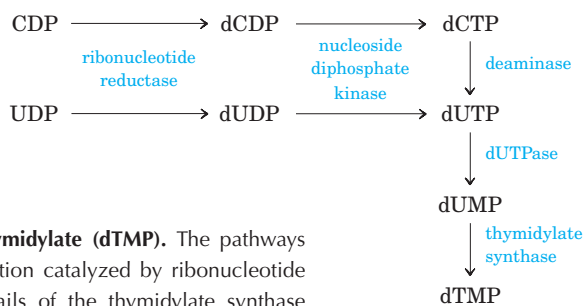 CDP dCDP dCTP
ribonucleotide
reductase
nucleoside
diphosphate
kinase
deaminase
UDP dUDP dUTP
dUTPase
dUMP
thymidylate
synthase
dTMP
ymidylate (dTMP). The pathways
tion catalyzed by ribonucleotide
ails of the thymidylate synthase